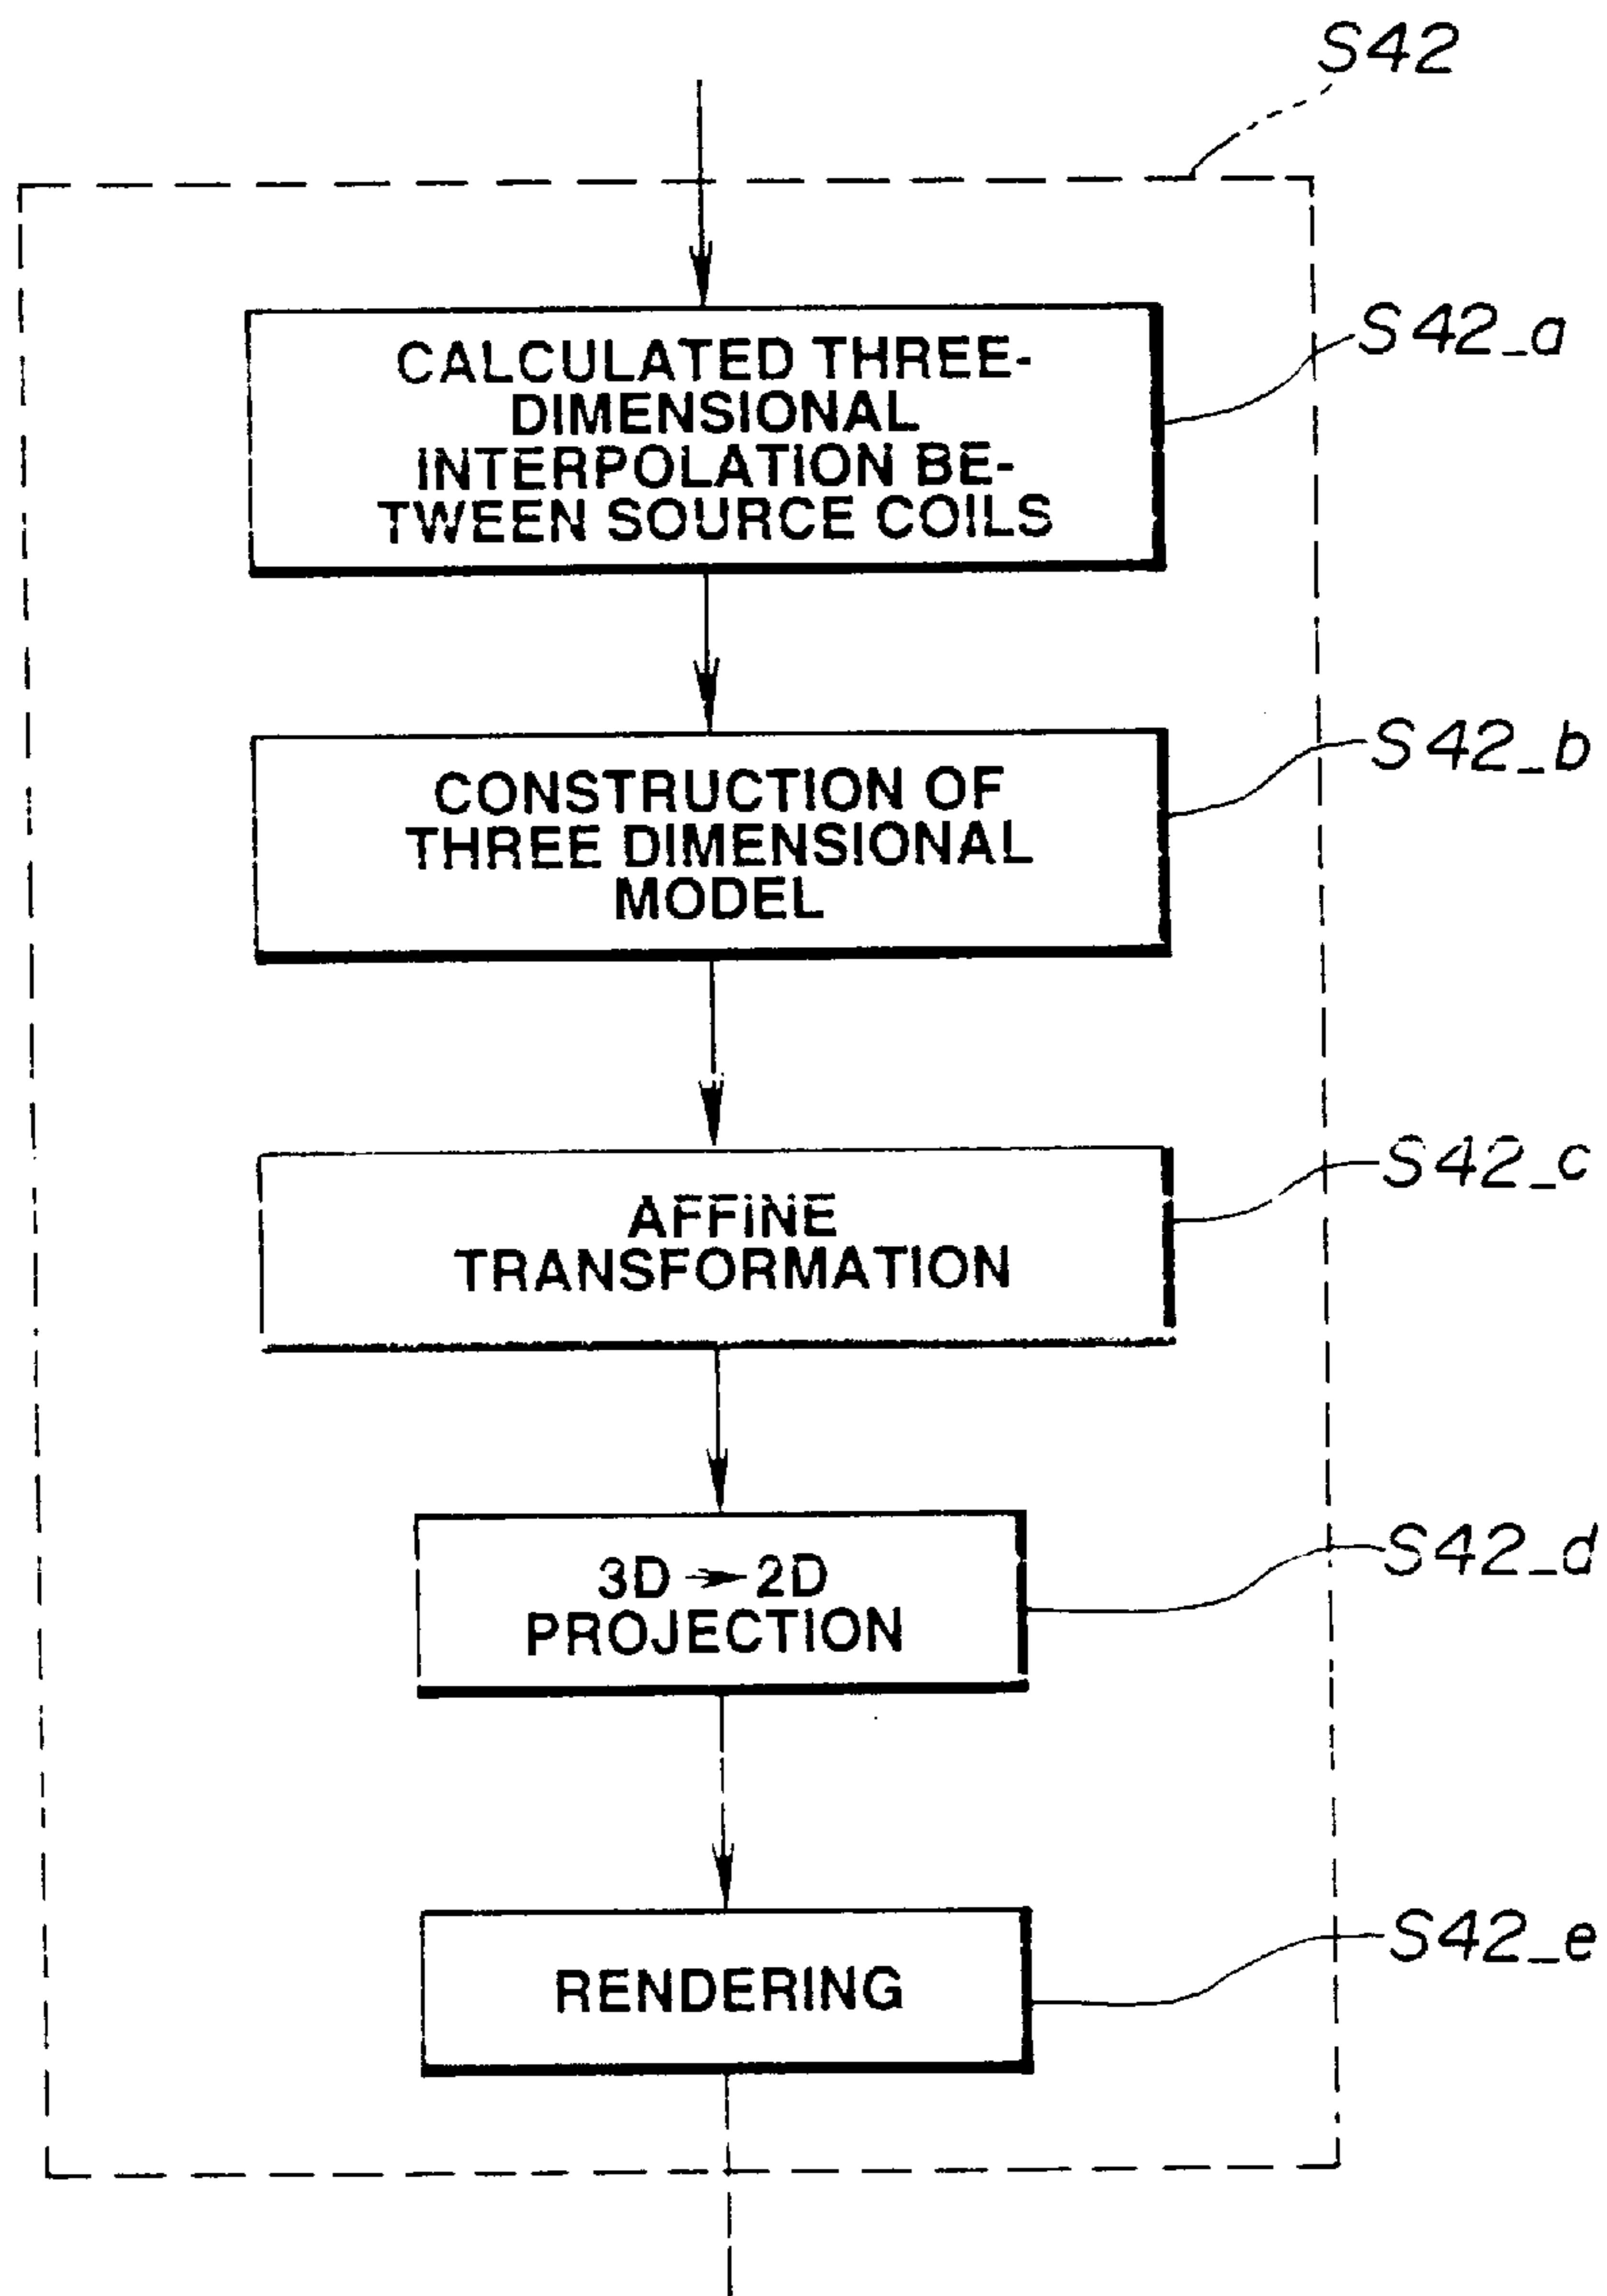 S42
CALCULATED THREE-
DIMENSIONAL
INTERPOLATION BE-
TWEEN SOURCE COILS
S42_a
CONSTRUCTION OF
THREE DIMENSIONAL
MODEL
S42_b
AFFINE
TRANSFORMATION
S42_c
3D → 2D
PROJECTION
S42_d
RENDERING
S42_e